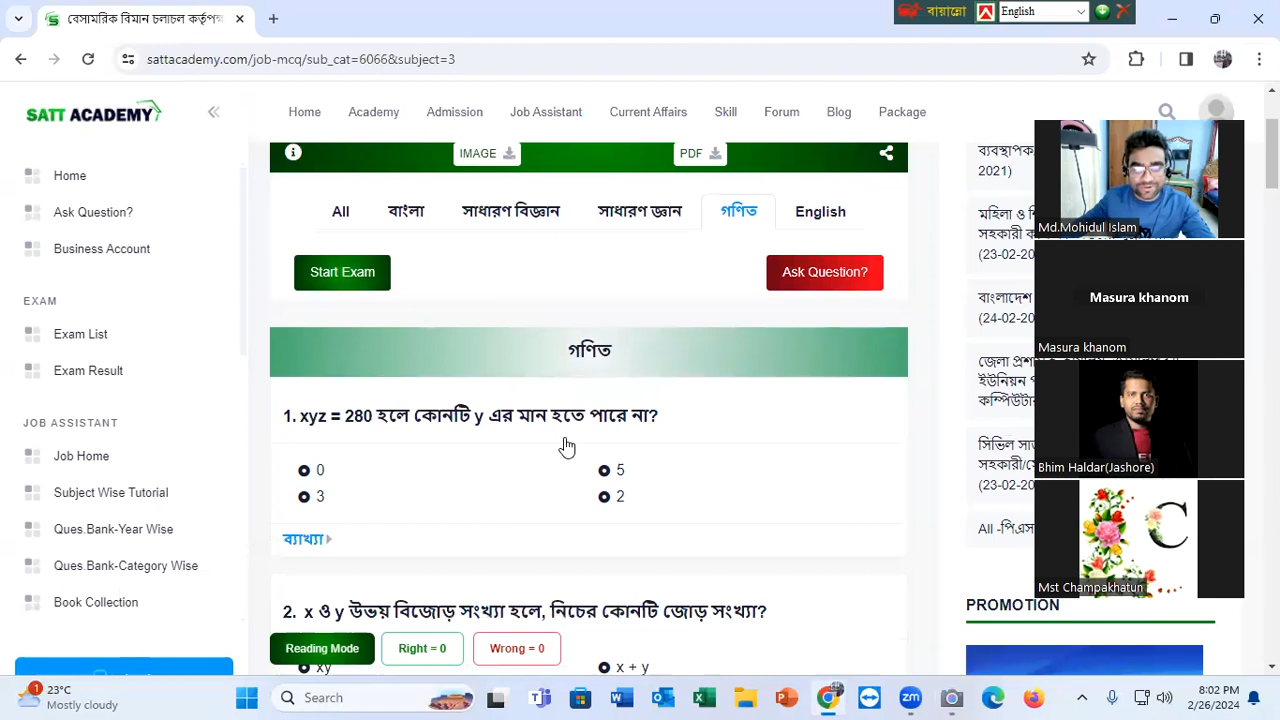 বেসামরিক বিমান চলাচল কর্তৃপক্ষ
বায়ান্নো
English
sattacademy.com/job-mcq/sub_cat=6066&subject=3
SATT ACADEMY
Home
Academy
Admission
Job Assistant
Current Affairs
Skill
Forum
Blog
Package
Home
Ask Question?
Business Account
EXAM
Exam List
Exam Result
JOB ASSISTANT
Job Home
Subject Wise Tutorial
Ques.Bank-Year Wise
Ques.Bank-Category Wise
Book Collection
IMAGE
PDF
All
বাংলা
সাধারণ বিজ্ঞান
সাধারণ জ্ঞান
গণিত
English
Start Exam
Ask Question?
গণিত
1. xyz = 280 হলে কোনটি y এর মান হতে পারে না?
0
5
3
2
ব্যাখ্যা
2. x ও y উভয় বিজোড় সংখ্যা হলে, নিচের কোনটি জোড় সংখ্যা?
Reading Mode
Right = 0
Wrong = 0
xy
x + y
2021)
মহিলা ও
সহকারী
(23-02-20
বাংলাদেশ
(24-02-20
জেলা
ইউনিয়ন
সিভিল
(23-02-20
All
PROMOTION
Md.Mohidul Islam
Masura khanom
Masura khanom
Bhim Haldar(Jashore)
C
Mst Champakhatun
1
23°C
Mostly cloudy
Search
8:02 PM
2/26/2024